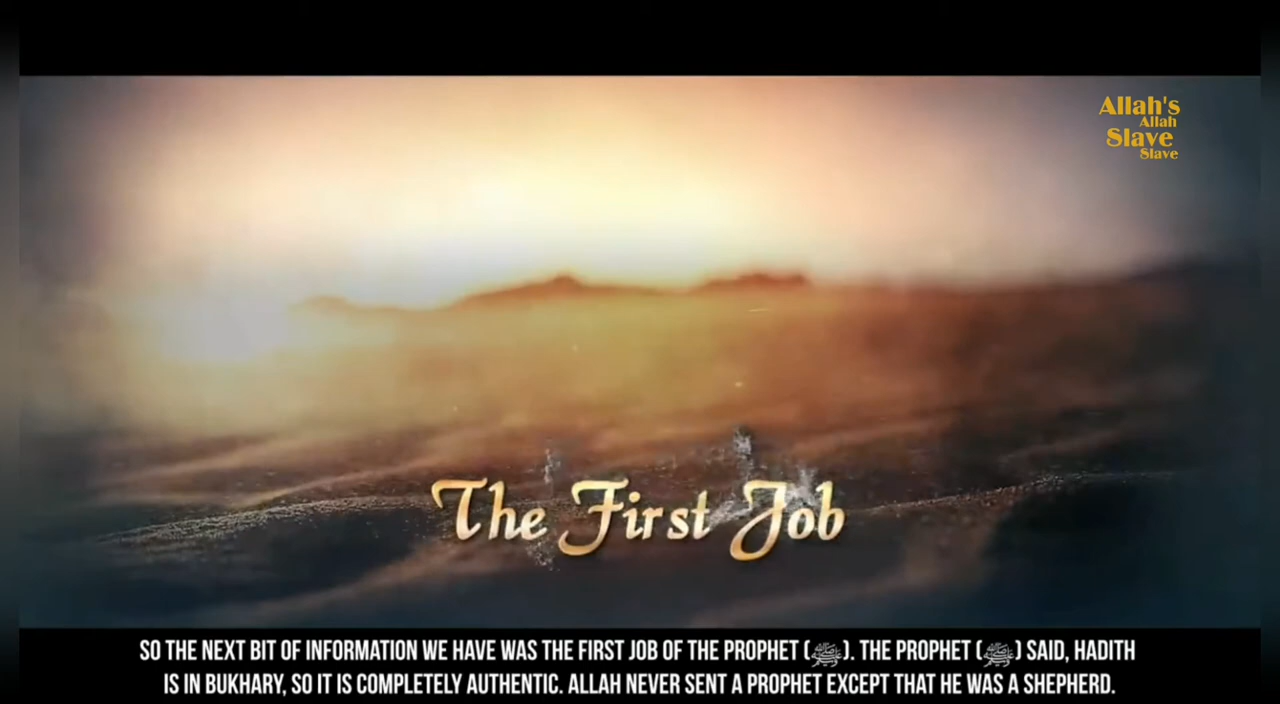 Allah's
Allah
Slave
Slave
The First Job
SO THE NEXT BIT OF INFORMATION WE HAVE WAS THE FIRST JOB OF THE PROPHET (ﷺ). THE PROPHET (ﷺ) SAID, HADITH
IS IN BUKHARY, SO IT IS COMPLETELY AUTHENTIC. ALLAH NEVER SENT A PROPHET EXCEPT THAT HE WAS A SHEPHERD.